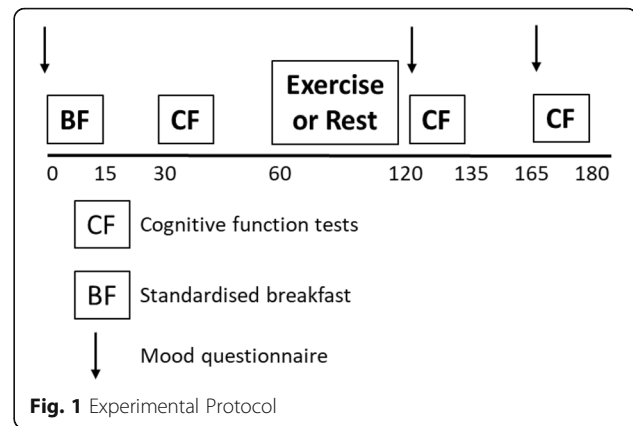 BF
CF
Exercise
or Rest
CF
CF
0 15 30 60 120 135 165 180
CF Cognitive function tests
BF Standardised breakfast
Mood questionnaire
Fig. 1 Experimental Protocol